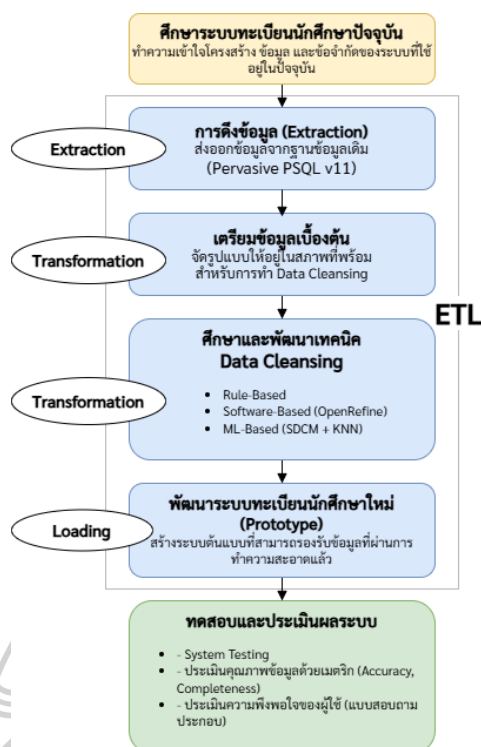 ศึกษาระบบทะเบียนนักศึกษาปัจจุบัน
ทำความเข้าใจโครงสร้าง ข้อมูล และข้อจำกัดของระบบที่ใช้
อยู่ในปัจจุบัน
Extraction
การดึงข้อมูล (Extraction)
ส่งออกข้อมูลจากฐานข้อมูลเดิม
(Pervasive PSQL v11)
Transformation
เตรียมข้อมูลเบื้องต้น
จัดรูปแบบให้อยู่ในสภาพที่พร้อม
สำหรับการทำ Data Cleansing
ETL
Transformation
ศึกษาและพัฒนาเทคนิค
Data Cleansing
• Rule-Based
• Software-Based (OpenRefine)
• ML-Based (SDCM + KNN)
Loading
พัฒนาระบบทะเบียนนักศึกษาใหม่
(Prototype)
สร้างระบบต้นแบบที่สามารถรองรับข้อมูลที่ผ่านการ
ทำความสะอาดแล้ว
ทดสอบและประเมินผลระบบ
• - System Testing
• - ประเมินคุณภาพข้อมูลด้วยเมตริก (Accuracy,
Completeness)
• - ประเมินความพึงพอใจของผู้ใช้ (แบบสอบถาม
ประกอบ)